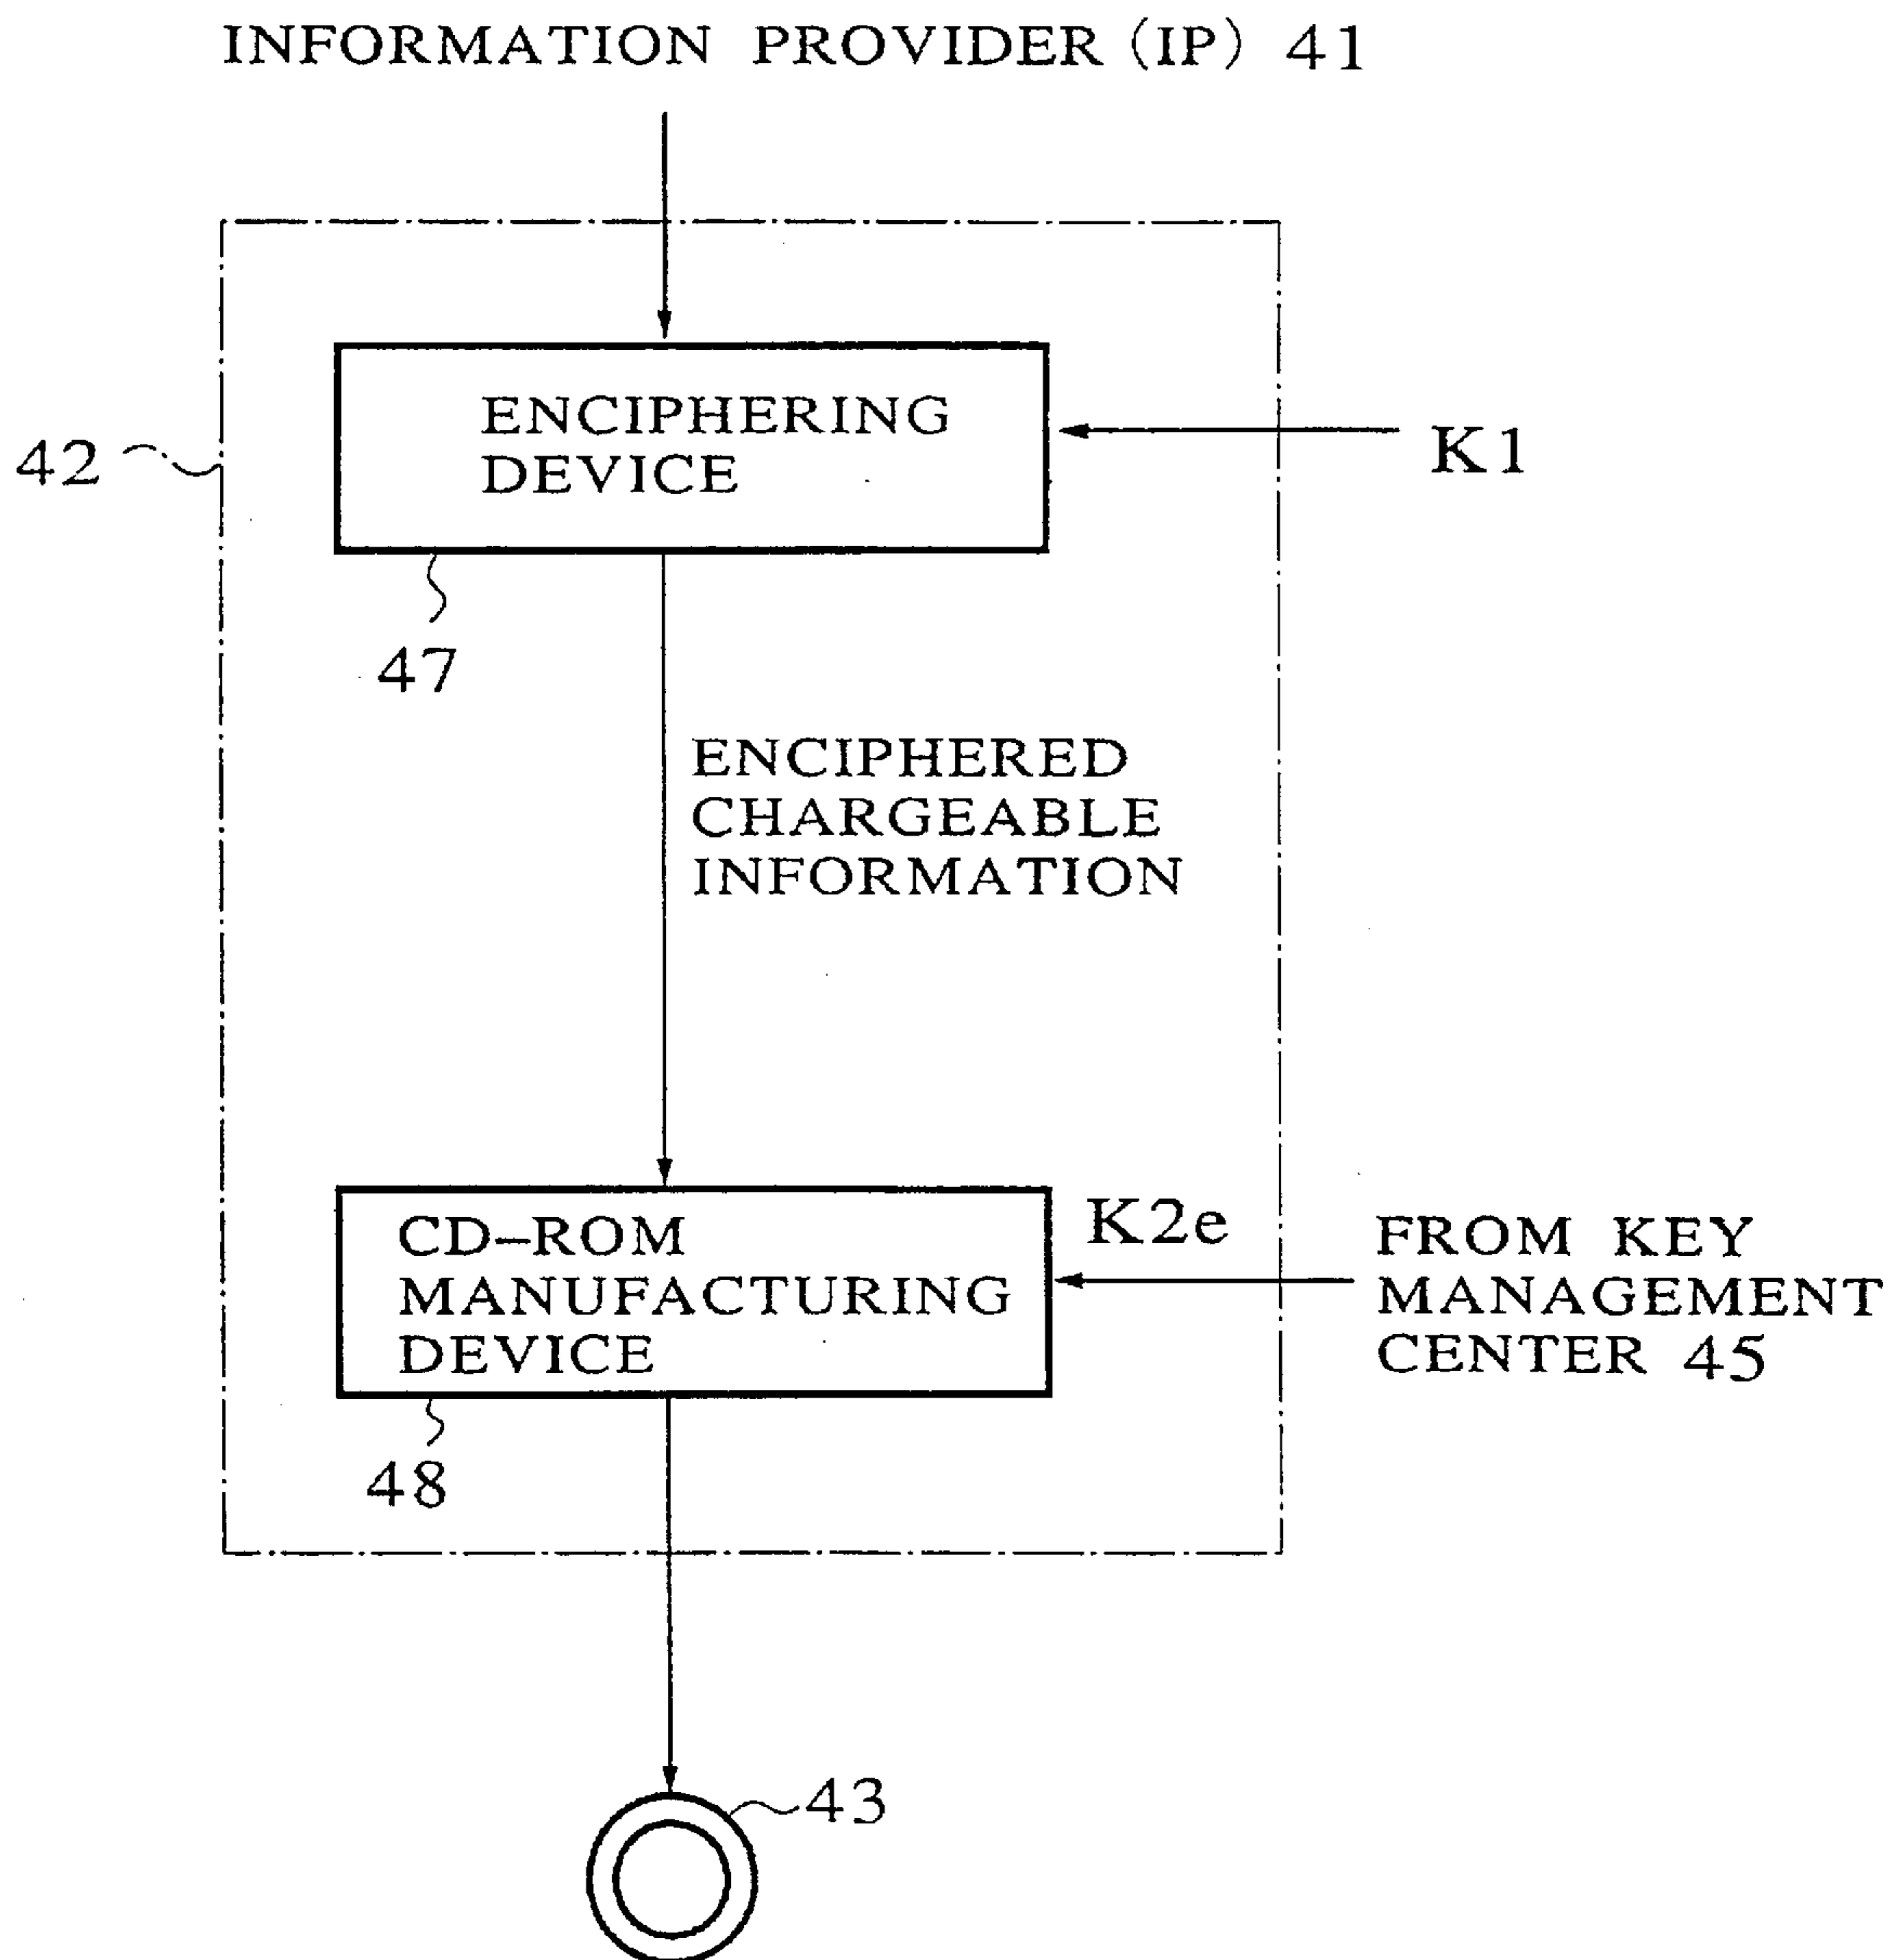 INFORMATION PROVIDER (IP) 41
ENCIPHERING
DEVICE
42
K1
47
ENCIPHERED
CHARGEABLE
INFORMATION
CD-ROM
MANUFACTURING
DEVICE
K2e
FROM KEY
MANAGEMENT
CENTER 45
48
43